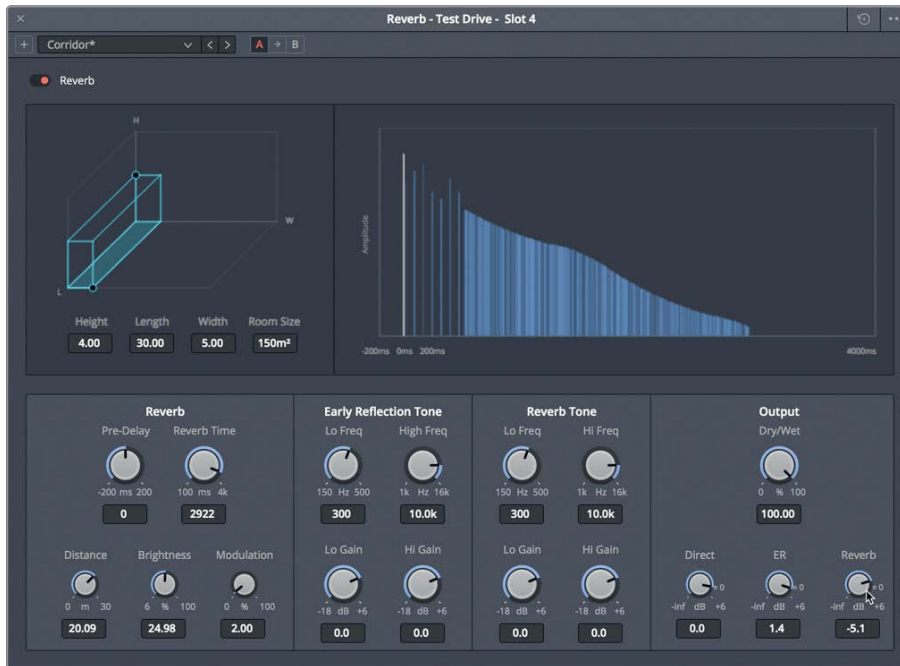 Reverb - Test Drive - Slot 4
Corridor*
A B
Reverb
H
W
L
Height Length Width Room Size
4.00 30.00 5.00 150m²
Amplitude
-200ms 0ms 200ms 4000ms
Reverb
Pre-Delay Reverb Time
-200 ms 200 100 ms 4k
0 2922
Distance Brightness Modulation
0 m 30 6 % 100 0 % 100
20.09 24.98 2.00
Early Reflection Tone
Lo Freq High Freq
150 Hz 500 1k Hz 16k
300 10.0k
Lo Gain Hi Gain
-18 dB +6 -18 dB +6
0.0 0.0
Reverb Tone
Lo Freq Hi Freq
150 Hz 500 1k Hz 16k
300 10.0k
Lo Gain Hi Gain
8 dB +6 -18 dB +6
0.0 0.0
Output
Dry/Wet
0 % 100
100.00
Direct ER Reverb
0 0 0
-inf dB +6 -inf dB +6 -inf dB +6
0.0 1.4 -5.1